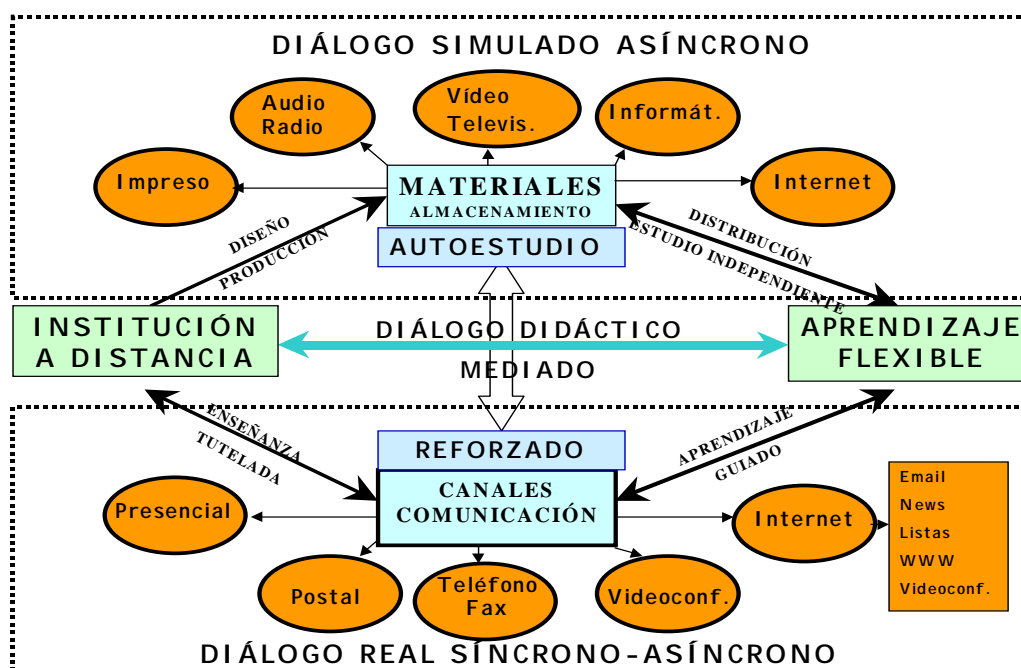 DIÁLOGO SIMULADO ASÍNCRONO
Audio
Radio
Vídeo
Televis.
Informát.
Impreso
Internet
MATERIALES
ALMACENAMIENTO
AUTOESTUDIO
DISEÑO
PRODUCCIÓN
DISTRIBUCIÓN
ESTUDIO INDEPENDIENTE
INSTITUCIÓN
A DISTANCIA
DIÁLOGO DIDÁCTICO
MEDIADO
APRENDIZAJE
FLEXIBLE
ENSEÑANZA
TUTELADA
APRENDIZAJE
GUIADO
REFORZADO
CANALES
COMUNICACIÓN
Presencial
Postal
Teléfono
Fax
Videoconf.
Internet
Email
News
Listas
WWW
Videoconf.
DIÁLOGO REAL SÍNCRONO-ASÍNCRONO